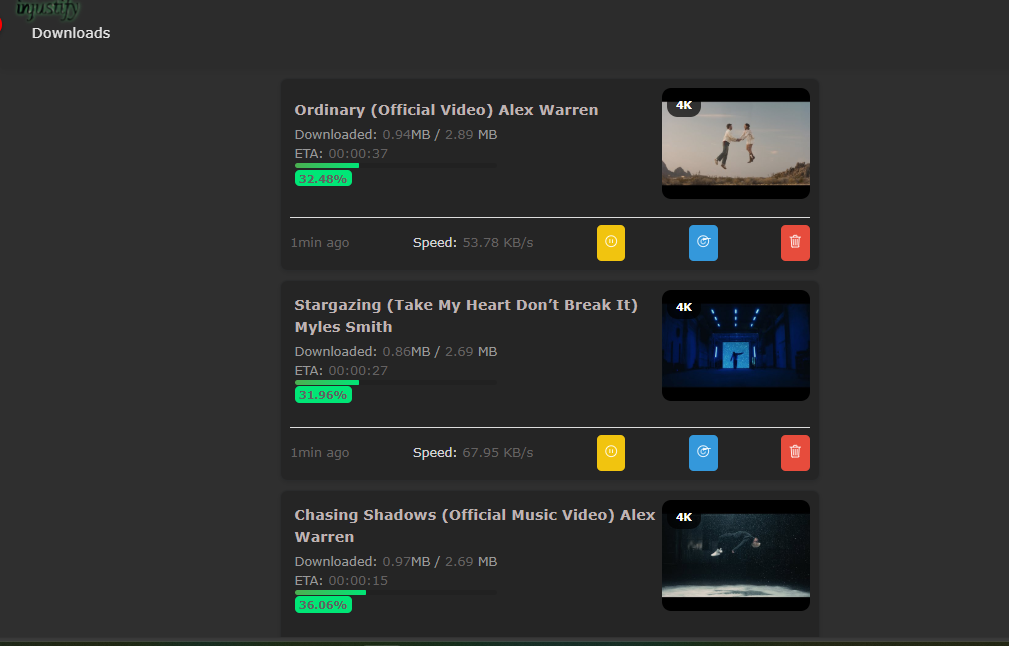 injustify
Downloads
Ordinary (Official Video) Alex Warren
4K
Downloaded: 0.94MB / 2.89 MB
ETA: 00:00:37
32.48%
1min ago Speed: 53.78 KB/s
Stargazing (Take My Heart Don’t Break It)
Myles Smith
4K
Downloaded: 0.86MB / 2.69 MB
ETA: 00:00:27
31.96%
1min ago Speed: 67.95 KB/s
Chasing Shadows (Official Music Video) Alex
Warren
4K
Downloaded: 0.97MB / 2.69 MB
ETA: 00:00:15
36.06%